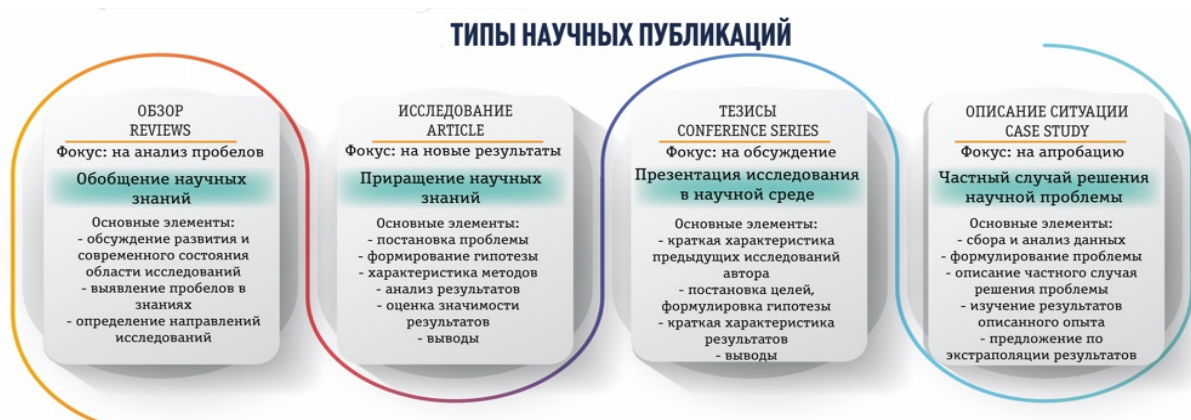 ТИПЫ НАУЧНЫХ ПУБЛИКАЦИЙ
ОБЗОР
REVIEWS
Фокус: на анализ пробелов
Обобщение научных
знаний
Основные элементы:
- обсуждение развития и
современного состояния
области исследований
- выявление пробелов в
знаниях
- определение направлений
исследований
ИССЛЕДОВАНИЕ
ARTICLE
Фокус: на новые результаты
Приращение научных
знаний
Основные элементы:
- постановка проблемы
- формирование гипотезы
- характеристика методов
- анализ результатов
- оценка значимости
результатов
- выводы
ТЕЗИСЫ
CONFERENCE SERIES
Фокус: на обсуждение
Презентация исследования
в научной среде
Основные элементы:
- краткая характеристика
предыдущих исследований
автора
- постановка целей,
формулировка гипотезы
- краткая характеристика
результатов
- выводы
ОПИСАНИЕ СИТУАЦИИ
CASE STUDY
Фокус: на апробацию
Частный случай решения
научной проблемы
Основные элементы:
- сбора и анализ данных
- формулирование проблемы
- описание частного случая
решения проблемы
- изучение результатов
описанного опыта
- предложение по
экстраполяции результатов